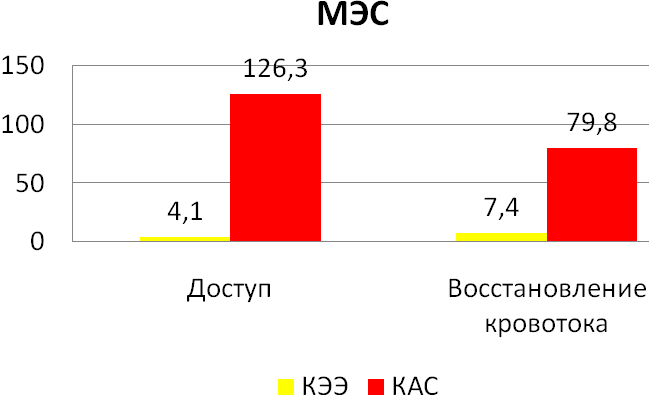 МЭС
150
126,3
100
79,8
50
4,1
7,4
0
Доступ
Восстановление
кровотока
КЭЭ
КАС